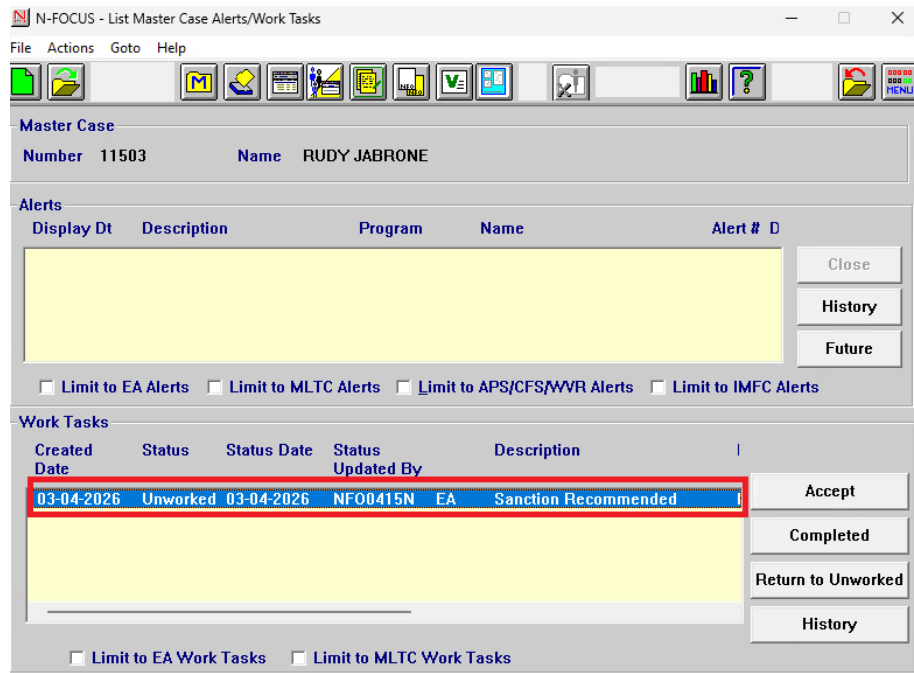 N-FOCUS - List Master Case Alerts/Work Tasks
File Actions Goto Help
M V= ?
MENU
Master Case
Number 11503 Name RUDY JABRONE
Alerts
Display Dt Description Program Name Alert # D
Close
History
Future
Limit to EA Alerts Limit to MLTC Alerts Limit to APS/CFS/WVR Alerts Limit to IMFC Alerts
Work Tasks
Created Date Status Status Date Status Updated By Description
03-04-2026 Unworked 03-04-2026 NFO0415N EA Sanction Recommended
Accept
Completed
Return to Unworked
History
Limit to EA Work Tasks Limit to MLTC Work Tasks